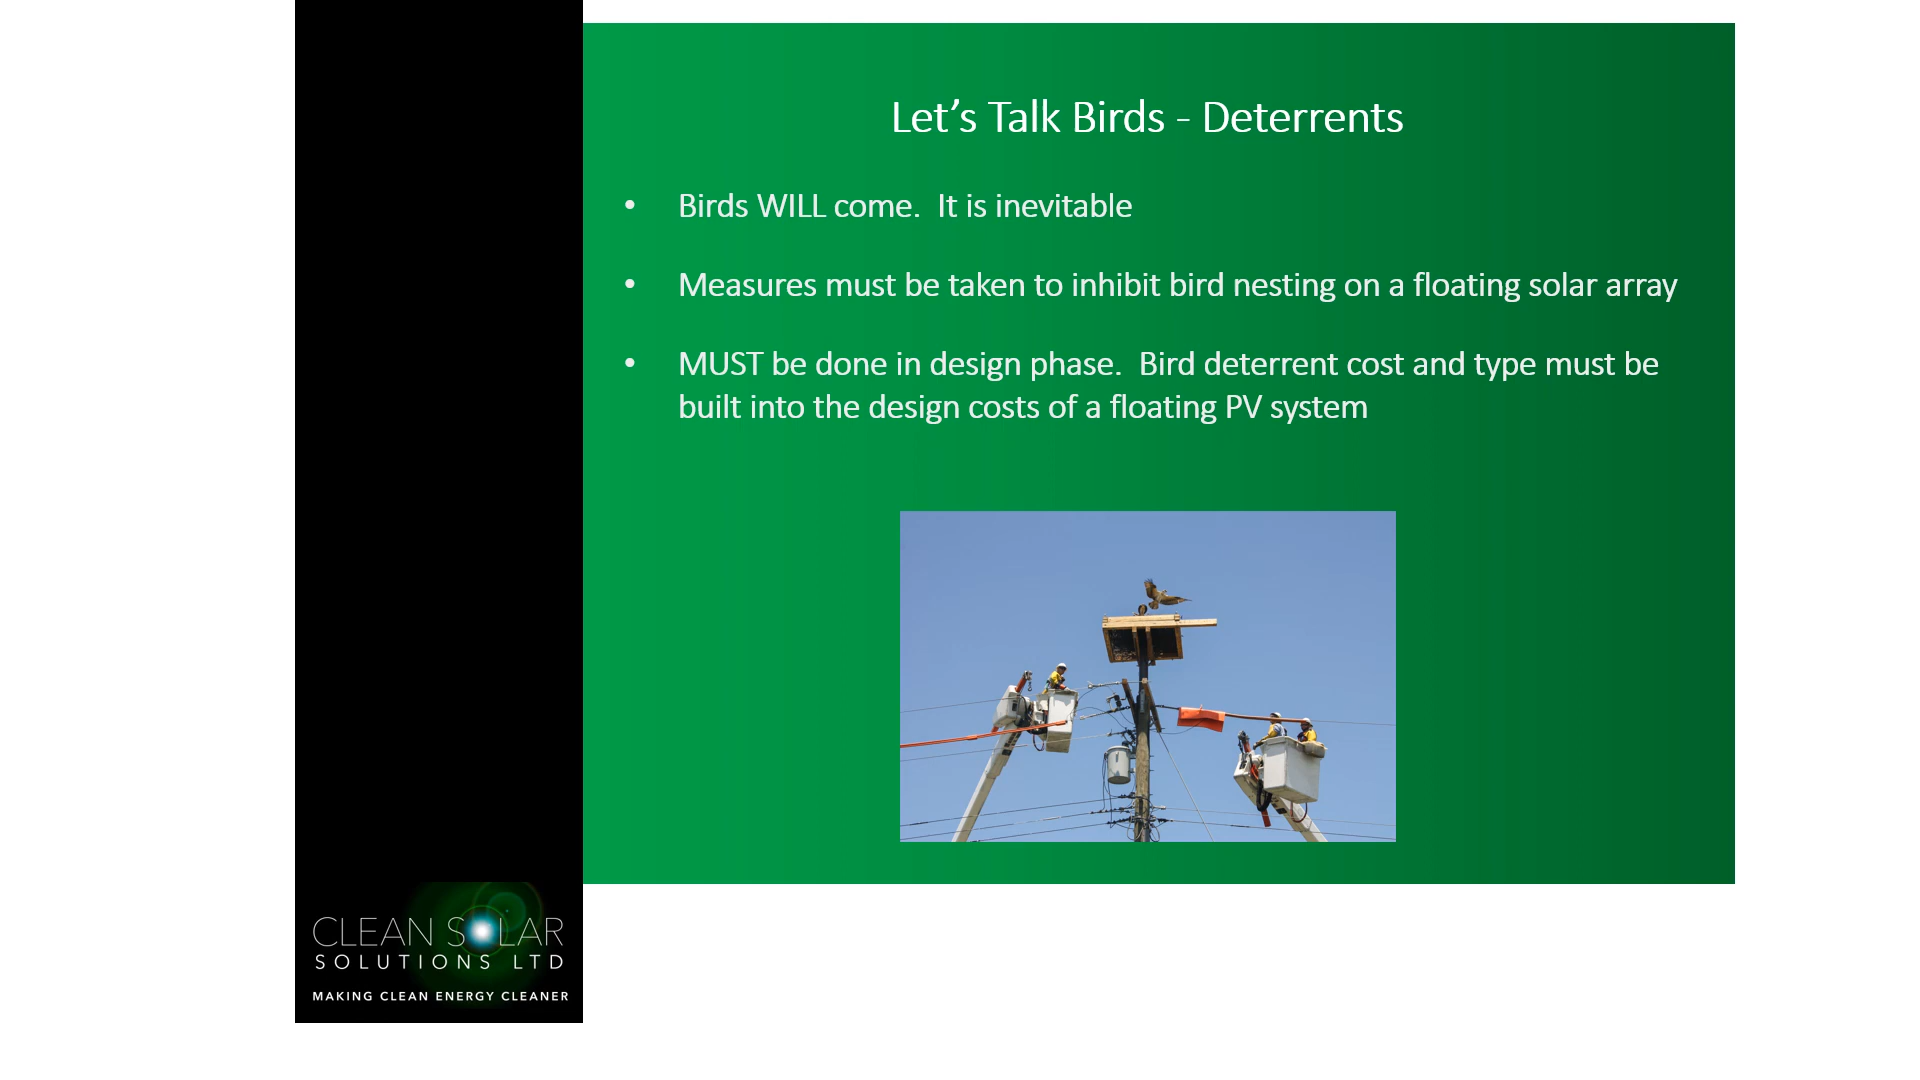 Let’s Talk Birds - Deterrents
• Birds WILL come.  It is inevitable
• Measures must be taken to inhibit bird nesting on a floating solar array
• MUST be done in design phase.  Bird deterrent cost and type must be
built into the design costs of a floating PV system
CLEAN SOLAR
SOLUTIONS LTD
MAKING CLEAN ENERGY CLEANER